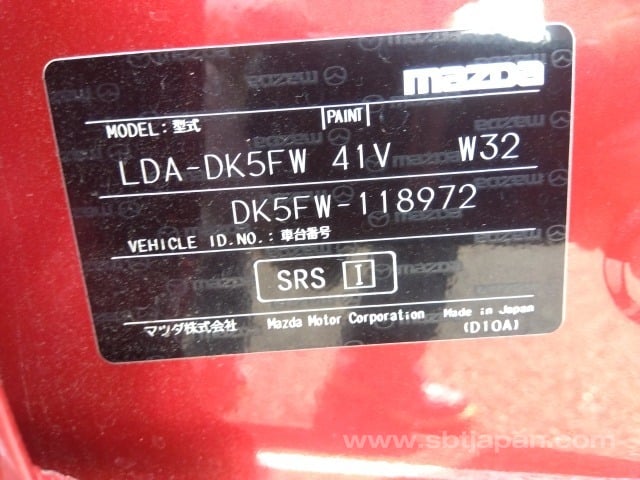 mazda
MODEL: 型式 PAINT
LDA-DK5FW 41V W32
DK5FW-118972
VEHICLE ID.NO.: 車台番号
SRS I
マツダ株式会社 Mazda Motor Corporation Made in Japan
(D10A)
www.sbtjapan.com